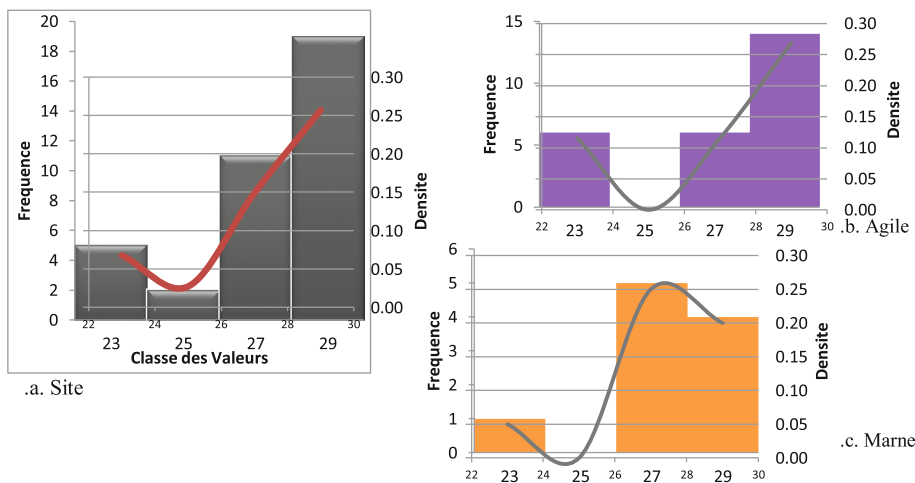 20
18
16
14
12
10
8
6
4
2
0
Frequence
0.30
0.25
0.20
0.15
0.10
0.05
0.00
Densite
22 24 26 28 30
23 25 27 29
Classe des Valeurs
.a. Site
15
10
5
0
Frequence
0.30
0.25
0.20
0.15
0.10
0.05
0.00
Densite
22 24 26 28 30
23 25 27 29
.b. Agile
6
5
4
3
2
1
0
Frequence
0.30
0.25
0.20
0.15
0.10
0.05
0.00
Densite
22 24 26 28 30
23 25 27 29
.c. Marne